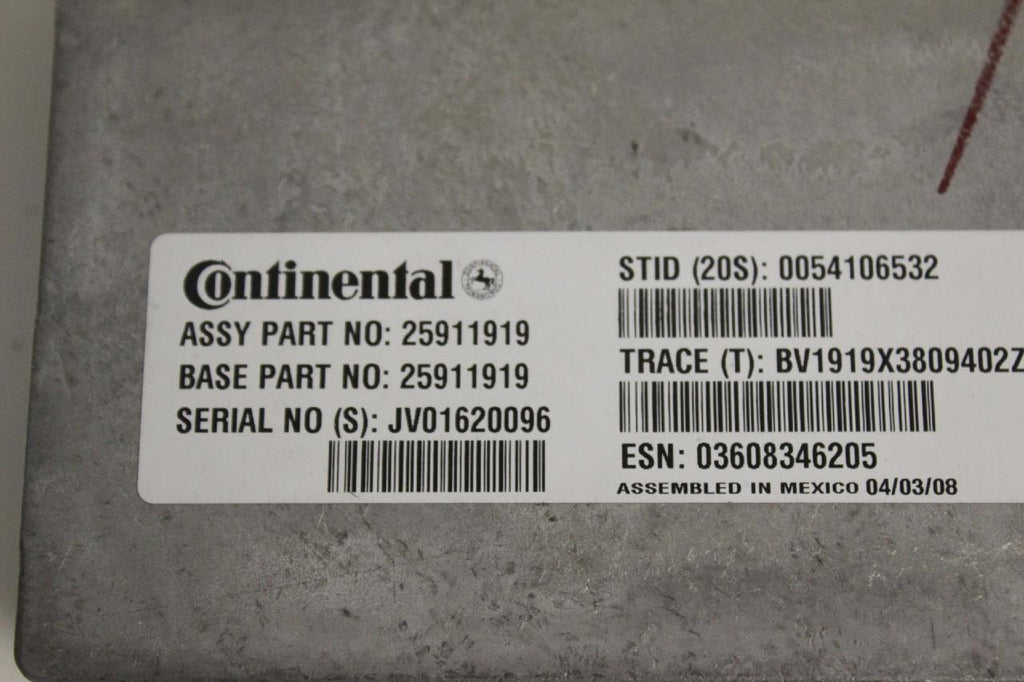 Continental
ASSY PART NO: 25911919
BASE PART NO: 25911919
SERIAL NO (S): JV01620096
STID (20S): 0054106532
TRACE (T): BV1919X3809402Z
ESN: 03608346205
ASSEMBLED IN MEXICO 04/03/08